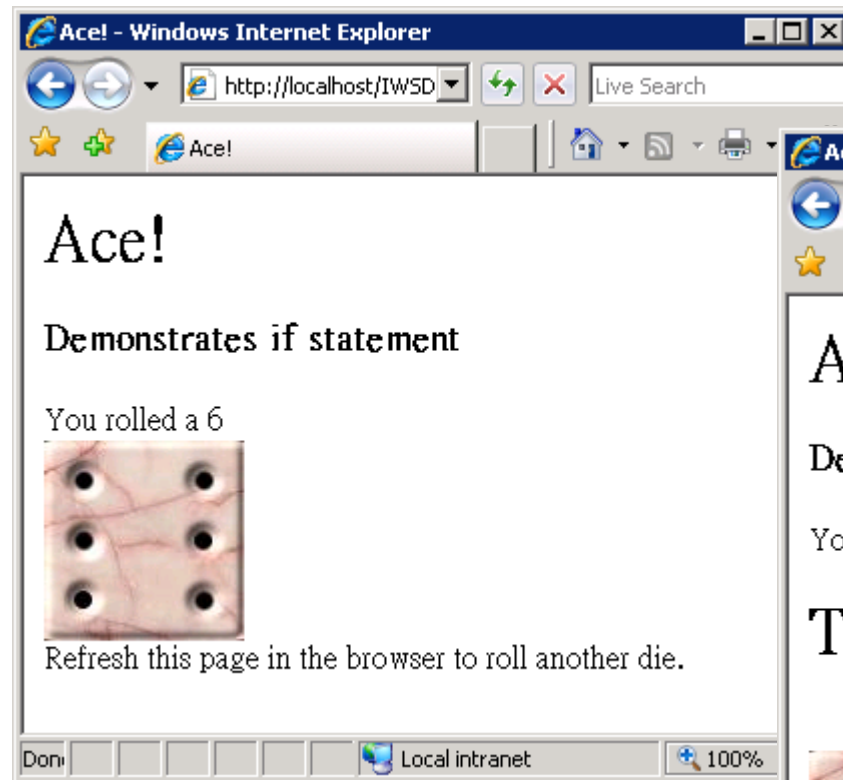 Ace! - Windows Internet Explorer
http://localhost/IWSD
Live Search
Ace!
Ace!
Demonstrates if statement
You rolled a 6
Refresh this page in the browser to roll another die.
Local intranet
100%